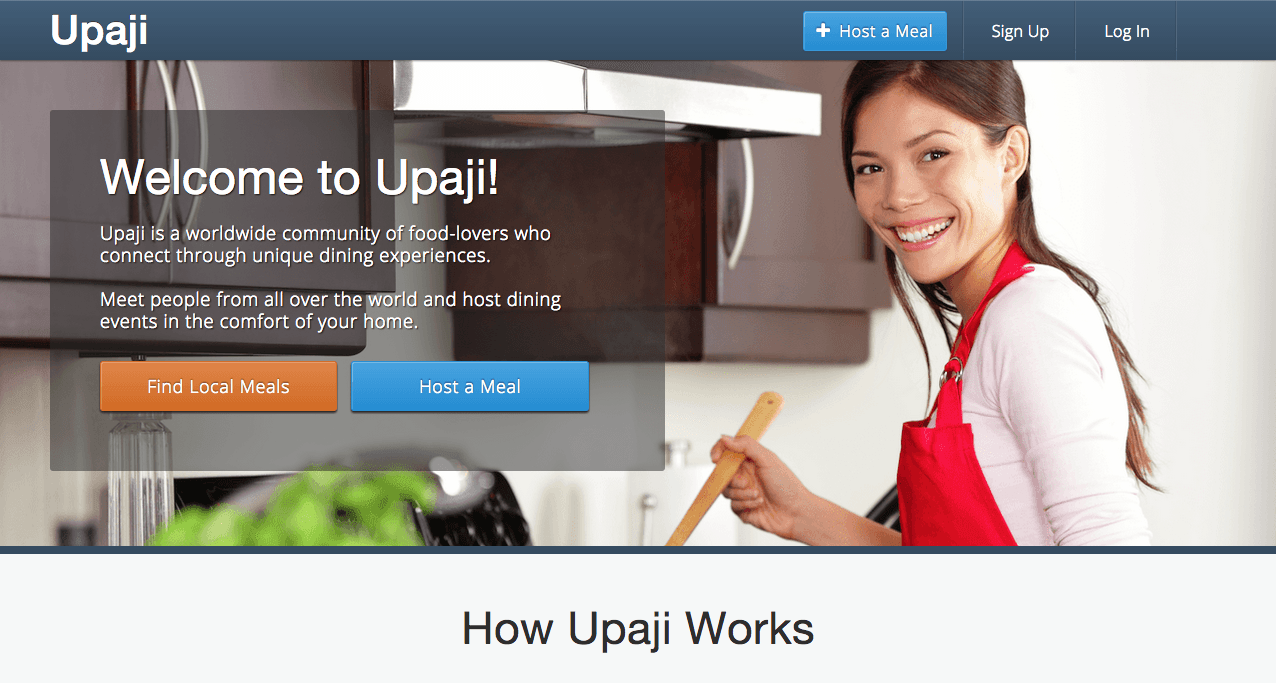 Upaji
+ Host a Meal
Sign Up
Log In
Welcome to Upaji!
Upaji is a worldwide community of food-lovers who
connect through unique dining experiences.
Meet people from all over the world and host dining
events in the comfort of your home.
Find Local Meals
Host a Meal
How Upaji Works